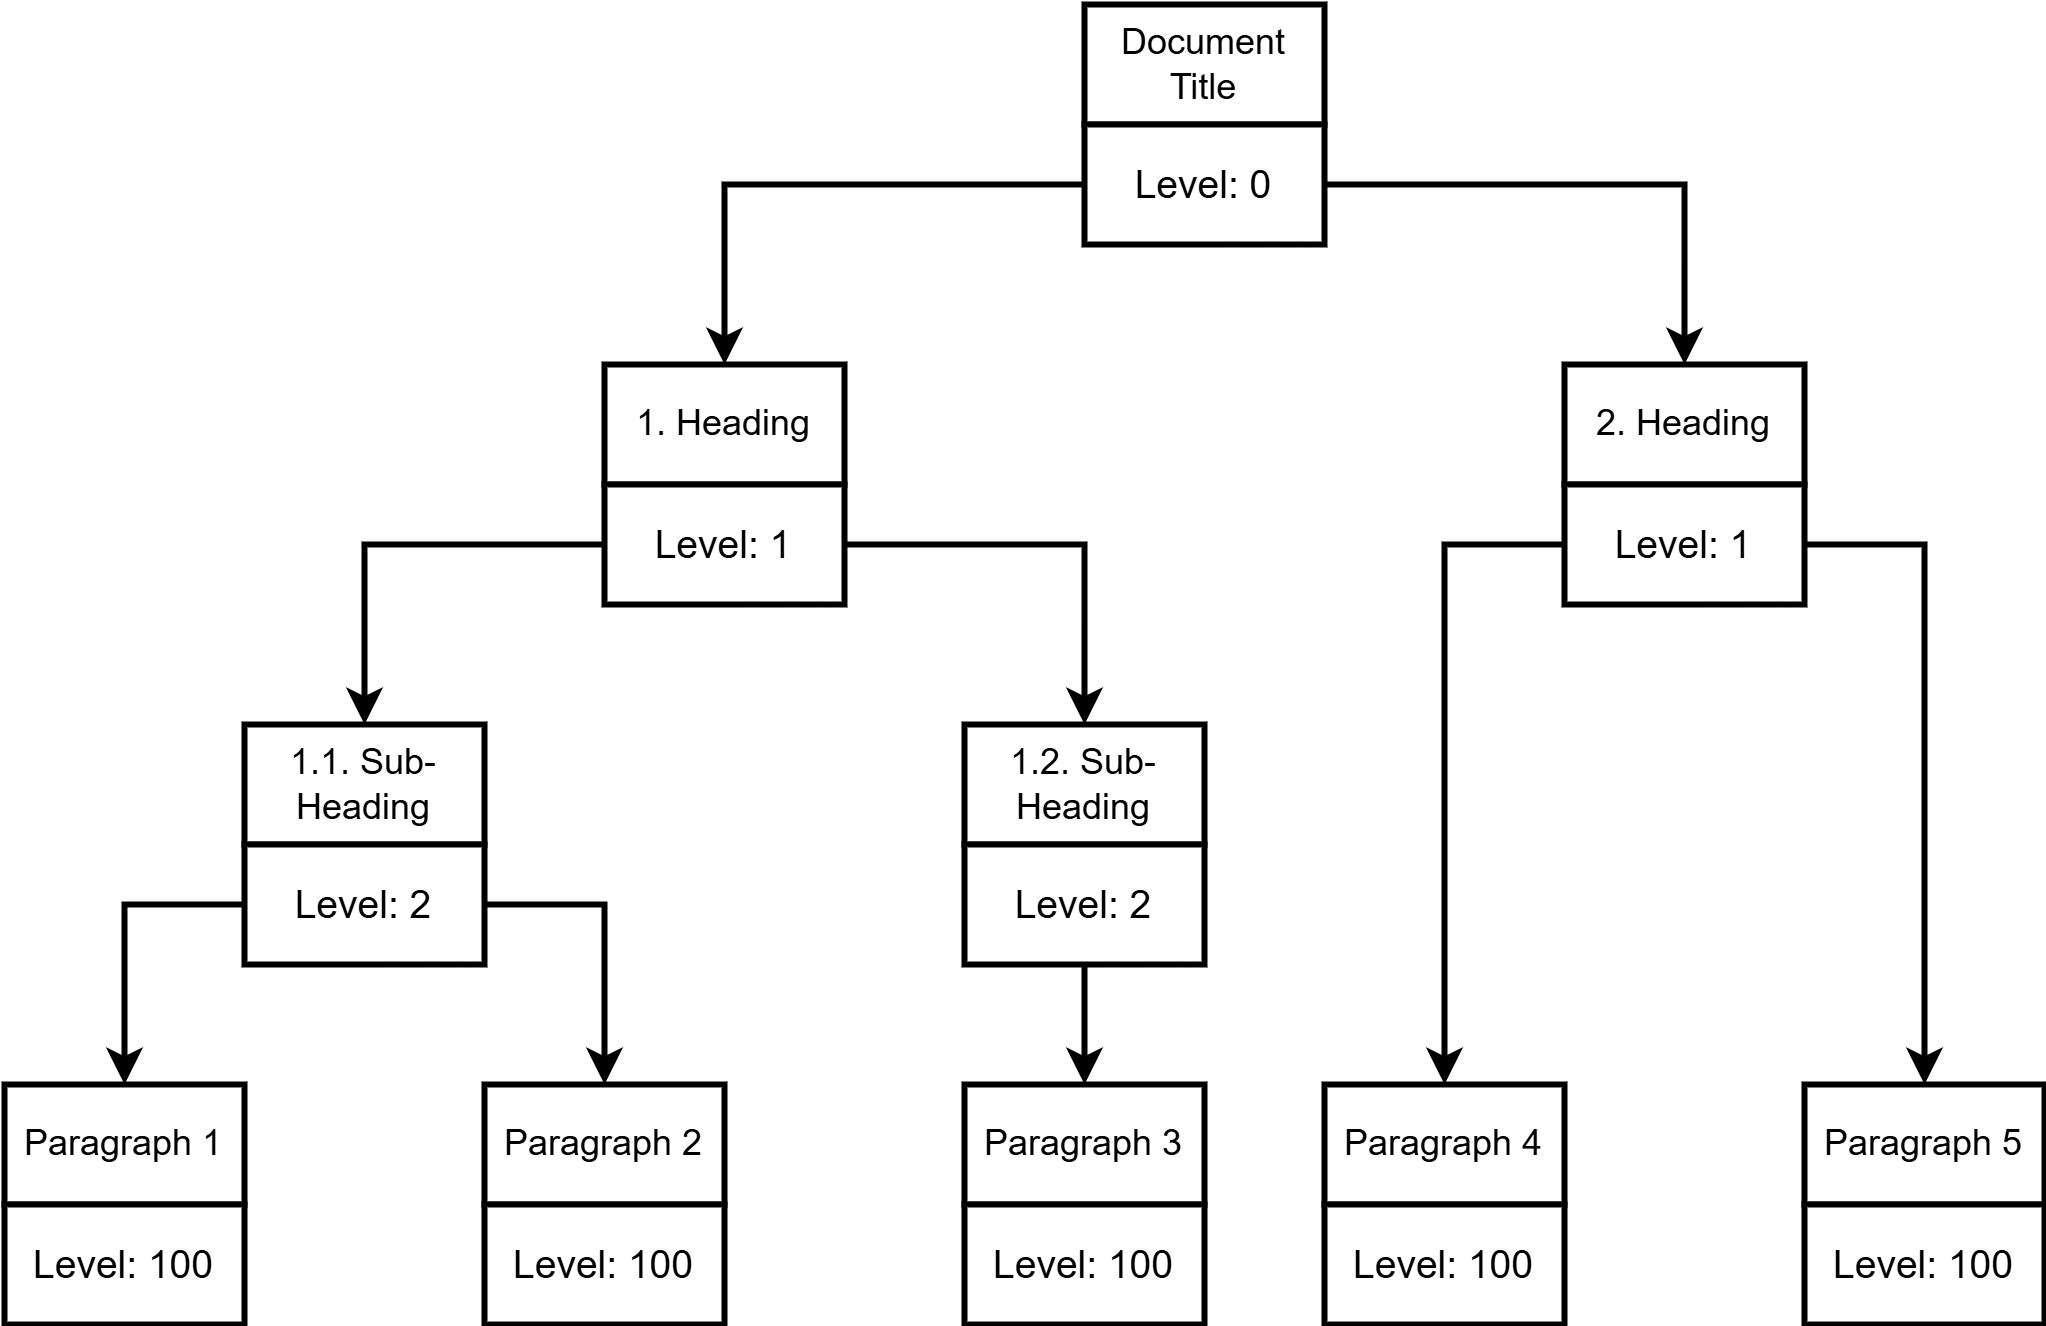 Document
Title
Level: 0
1. Heading
Level: 1
2. Heading
Level: 1
1.1. Sub-
Heading
Level: 2
1.2. Sub-
Heading
Level: 2
Paragraph 1
Level: 100
Paragraph 2
Level: 100
Paragraph 3
Level: 100
Paragraph 4
Level: 100
Paragraph 5
Level: 100